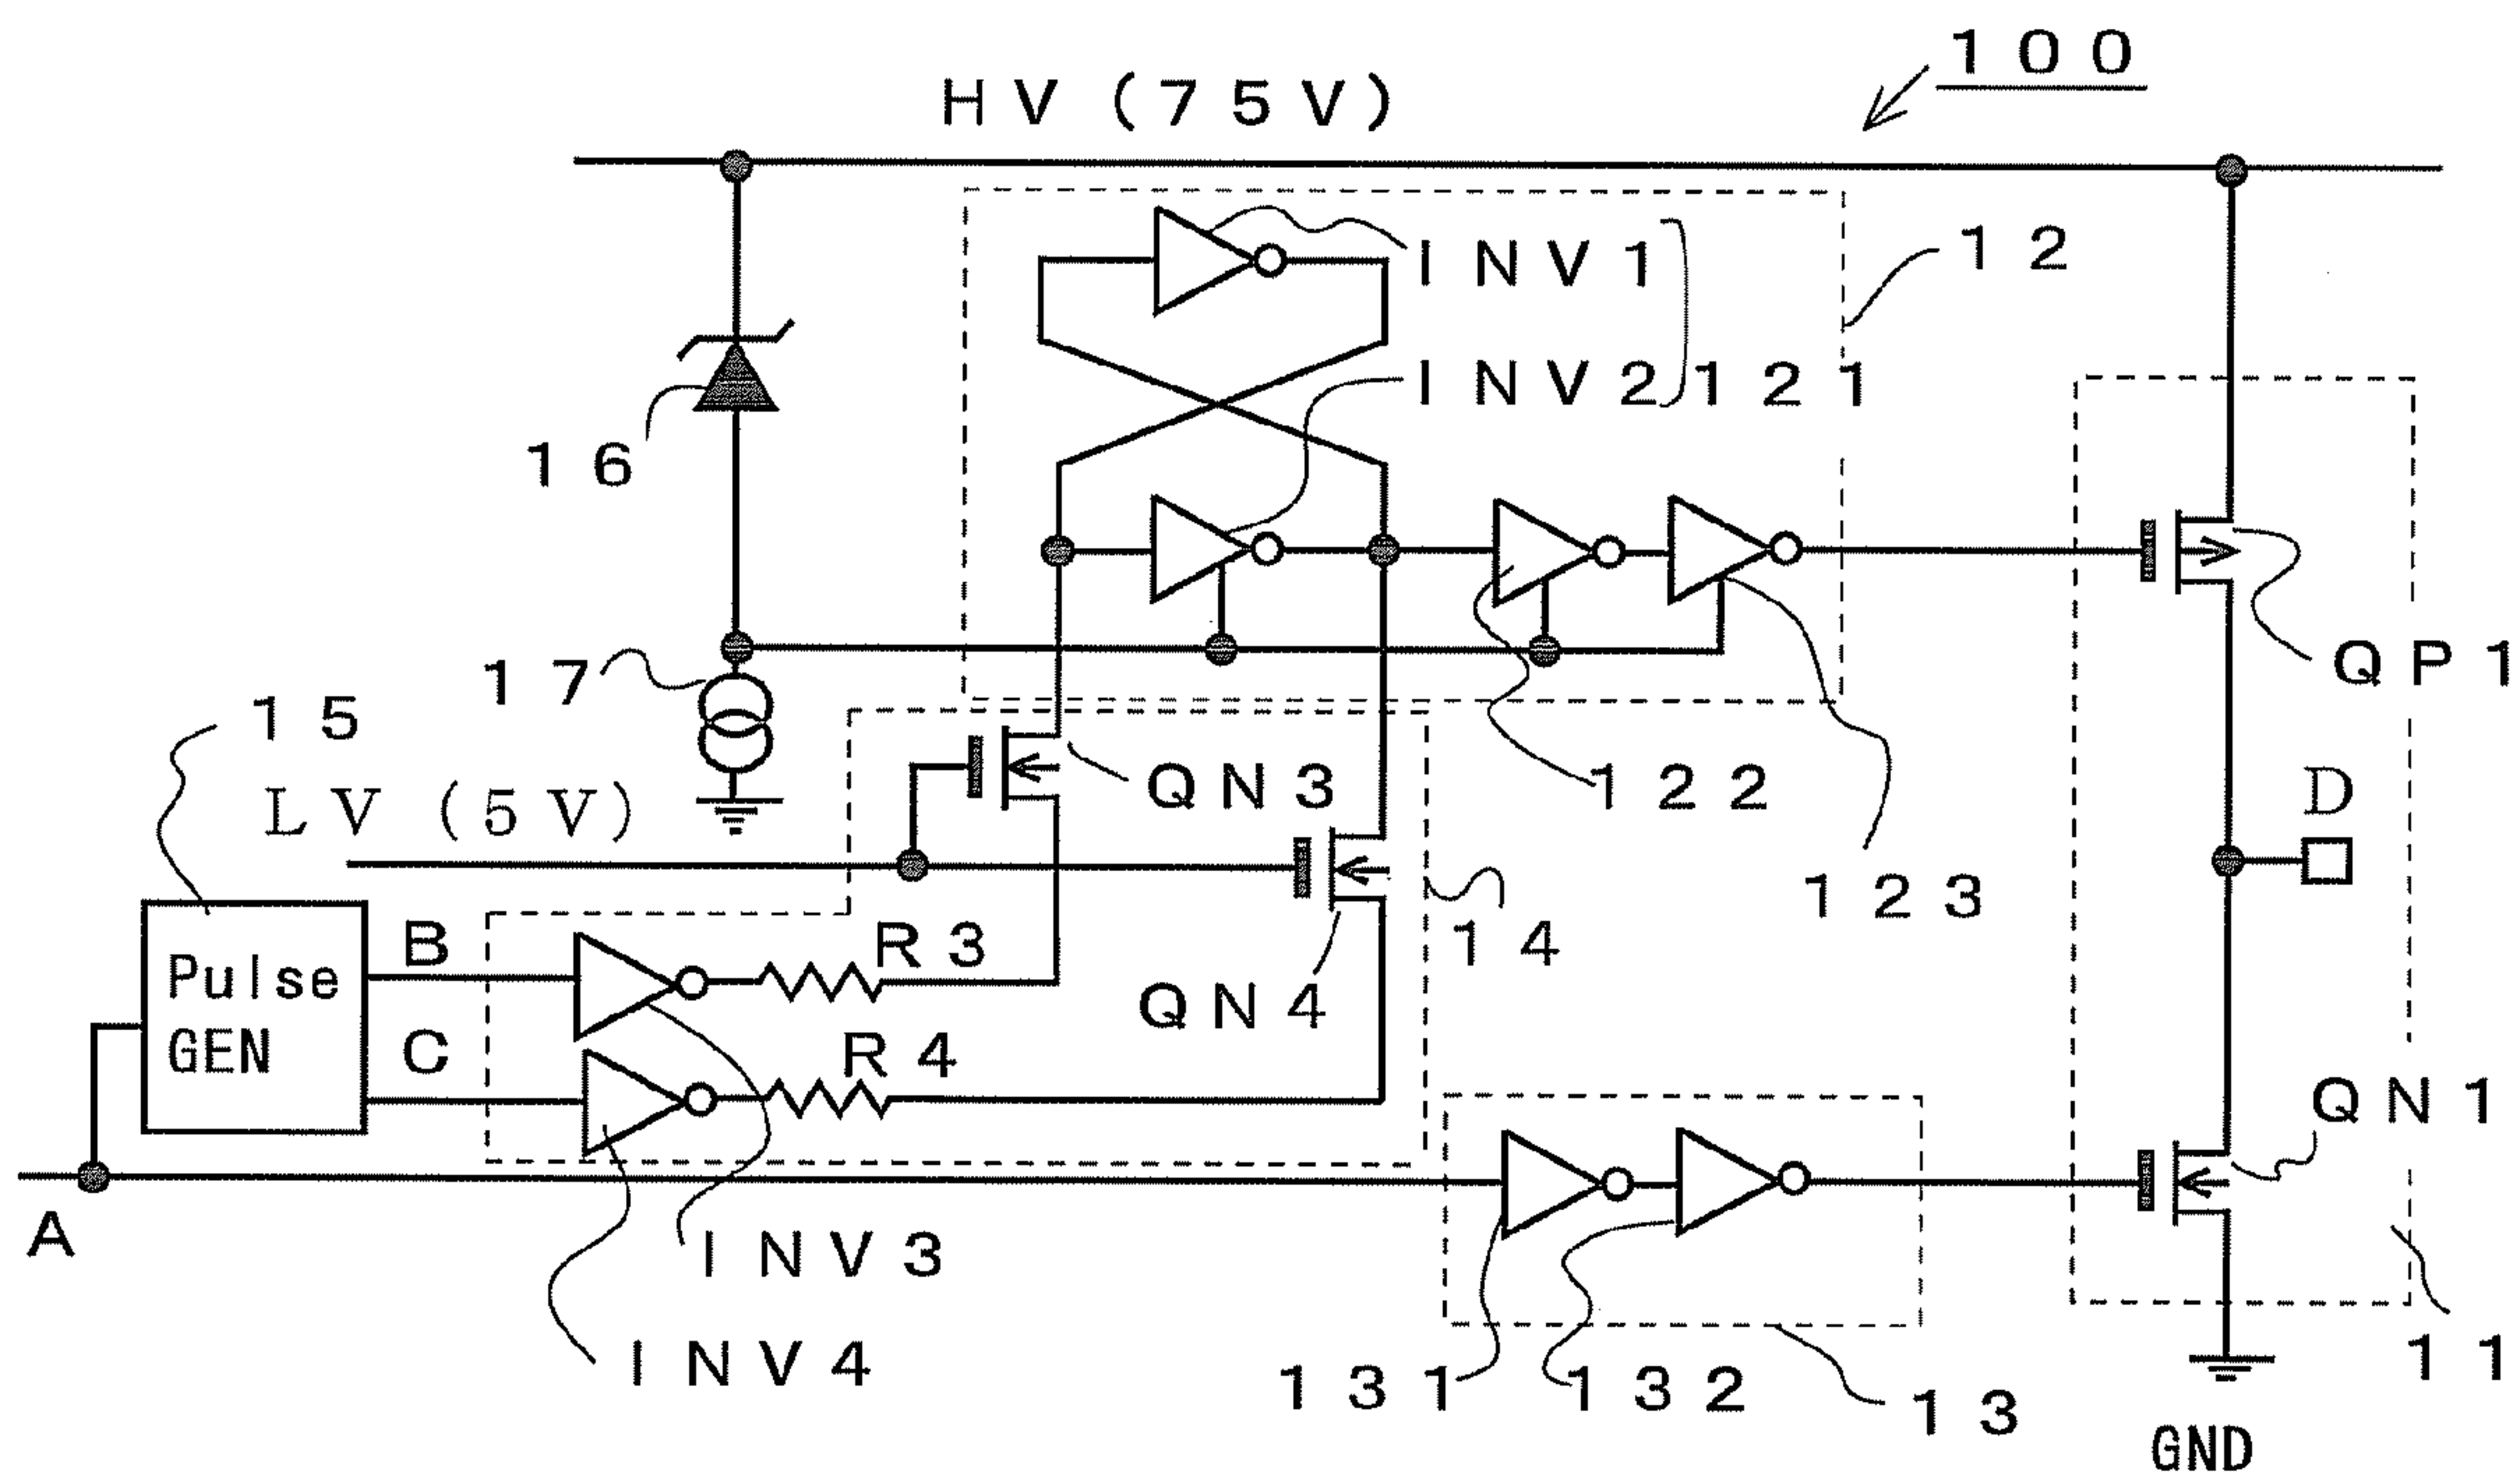 100
HV (75V)
INV1
12
INV2
121
16
17
QP1
15
QN3
122
LV (5V)
D
123
B
R3
14
Pulse
GEN
QN4
C
R4
QN1
A
INV3
INV4
131
132
13
11
GND